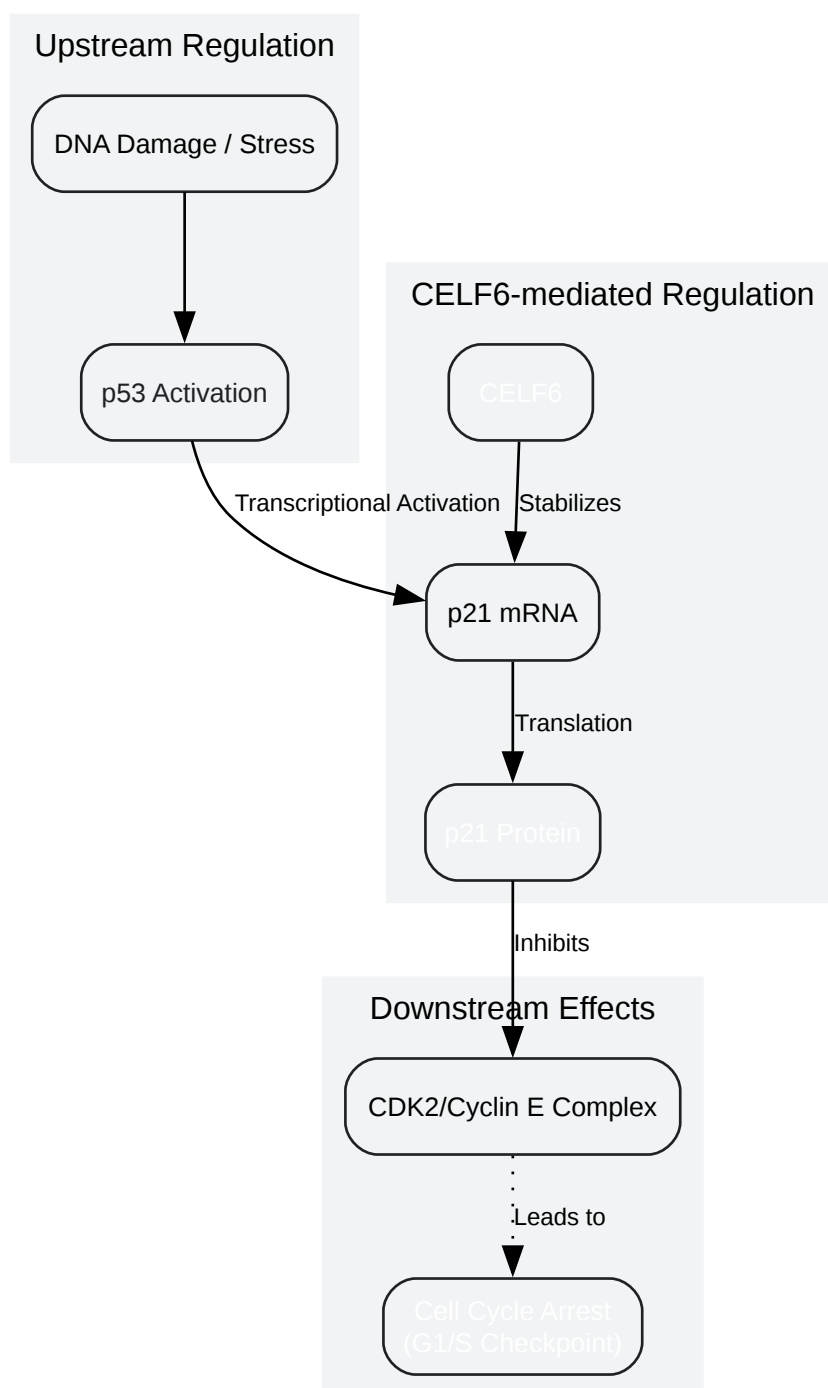 Upstream Regulation
DNA Damage / Stress
p53 Activation
CELF6-mediated Regulation
CELF6
Transcriptional Activation
Stabilizes
p21 mRNA
Translation
p21 Protein
Inhibits
Downstream Effects
CDK2/Cyclin E Complex
Leads to
Cell Cycle Arrest
(G1/S Checkpoint)